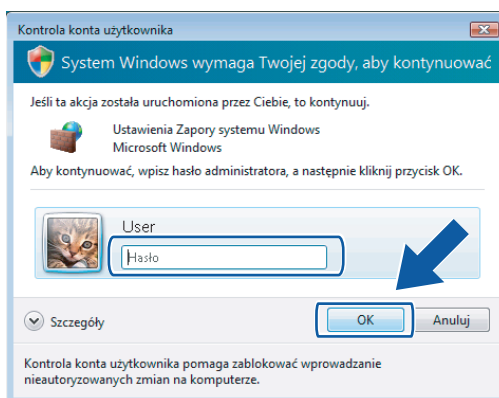 Kontrola konta użytkownika
System Windows wymaga Twojej zgody, aby kontynuować
Jeśli ta akcja została uruchomiona przez Ciebie, to kontynuuj.
Ustawienia Zapory systemu Windows
Microsoft Windows
Aby kontynuować, wpisz hasło administratora, a następnie kliknij przycisk OK.
User
Hasło
Szczegóły
OK
Anuluj
Kontrola konta użytkownika pomaga zablokować wprowadzanie
nieautoryzowanych zmian na komputerze.